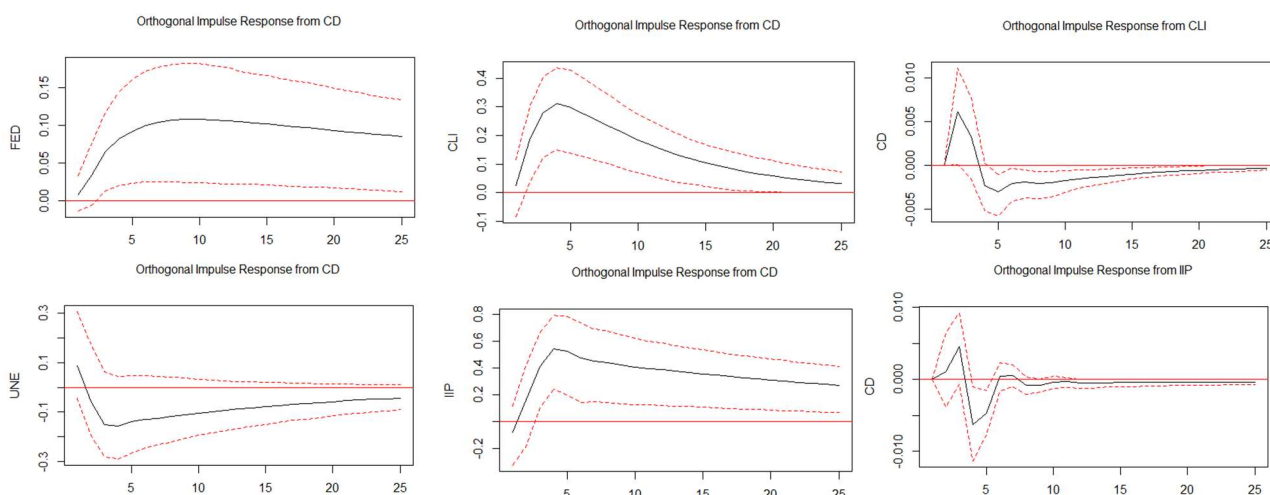 Orthogonal Impulse Response from CD
FED
0.00 0.05 0.10 0.15
5 10 15 20 25
Orthogonal Impulse Response from CD
CLI
-0.1 0.0 0.1 0.2 0.3 0.4
5 10 15 20 25
Orthogonal Impulse Response from CLI
CD
-0.005 0.000 0.005 0.010
5 10 15 20 25
Orthogonal Impulse Response from CD
UNE
-0.3 -0.1 0.1 0.3
5 10 15 20 25
Orthogonal Impulse Response from CD
IIP
-0.2 0.2 0.4 0.6 0.8
5 10 15 20 25
Orthogonal Impulse Response from IIP
CD
-0.010 0.000 0.010
5 10 15 20 25